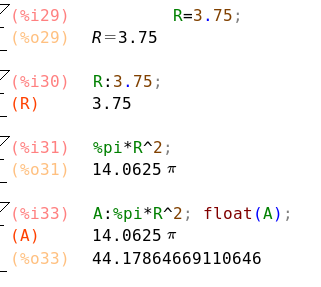 (%i29) R=3.75;
(%o29) R=3.75
(%i30) R:3.75;
(R) 3.75
(%i31) %pi*R^2;
(%o31) 14.0625 π
(%i33) A:%pi*R^2; float(A);
(A) 14.0625 π
(%o33) 44.17864669110646